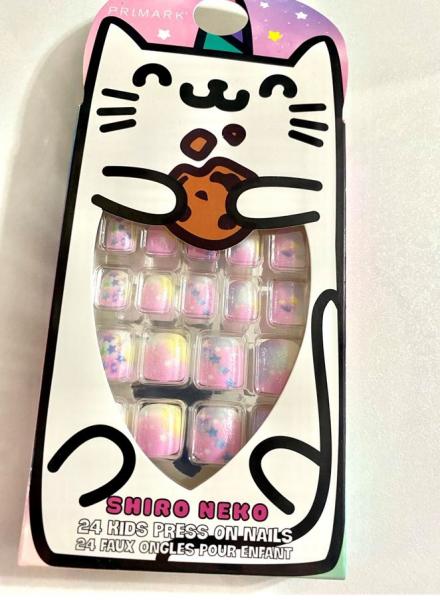 PRIMARK®
SHIRO NEKO
24 KIDS PRESS ON NAILS
24 FAUX ONGLES POUR ENFANT